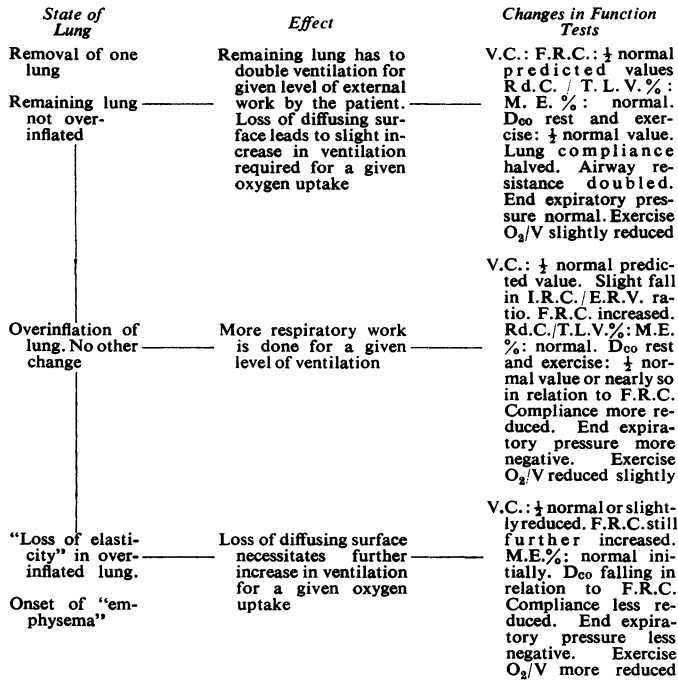 State of
Lung
Effect
Changes in Function
Tests
Removal of one
lung
Remaining lung
not over-
inflated
Remaining lung has to
double ventilation for
given level of external
work by the patient.
Loss of diffusing sur-
face leads to slight in-
crease in ventilation
required for a given
oxygen uptake
V.C.: F.R.C.: ½ normal
predicted values
Rd.C. / T. L. V. % :
M. E. % : normal.
Dco rest and exer-
cise: ½ normal value.
Lung compliance
halved. Airway re-
sistance doubled.
End expiratory pres-
sure normal. Exercise
O₂/V slightly reduced
Overinflation of
lung. No other
change
More respiratory work
is done for a given
level of ventilation
V.C.: ½ normal predic-
ted value. Slight fall
in I.R.C./E.R.V. ra-
tio. F.R.C. increased.
Rd.C./T.L.V.%: M.E.
%: normal. Dco rest
and exercise: ½ nor-
mal value or nearly so
in relation to F.R.C.
Compliance more re-
duced. End expira-
tory pressure more
negative. Exercise
O₂/V reduced slightly
"Loss of elasti-
city" in over-
inflated lung.
Onset of "em-
physema"
Loss of diffusing surface
necessitates further
increase in ventilation
for a given oxygen
uptake
V.C.: ½ normal or slight-
ly reduced. F.R.C. still
further increased.
M.E.%: normal ini-
tially. Dco falling in
relation to F.R.C.
Compliance less re-
duced. End expira-
tory pressure less
negative. Exercise
O₂/V more reduced